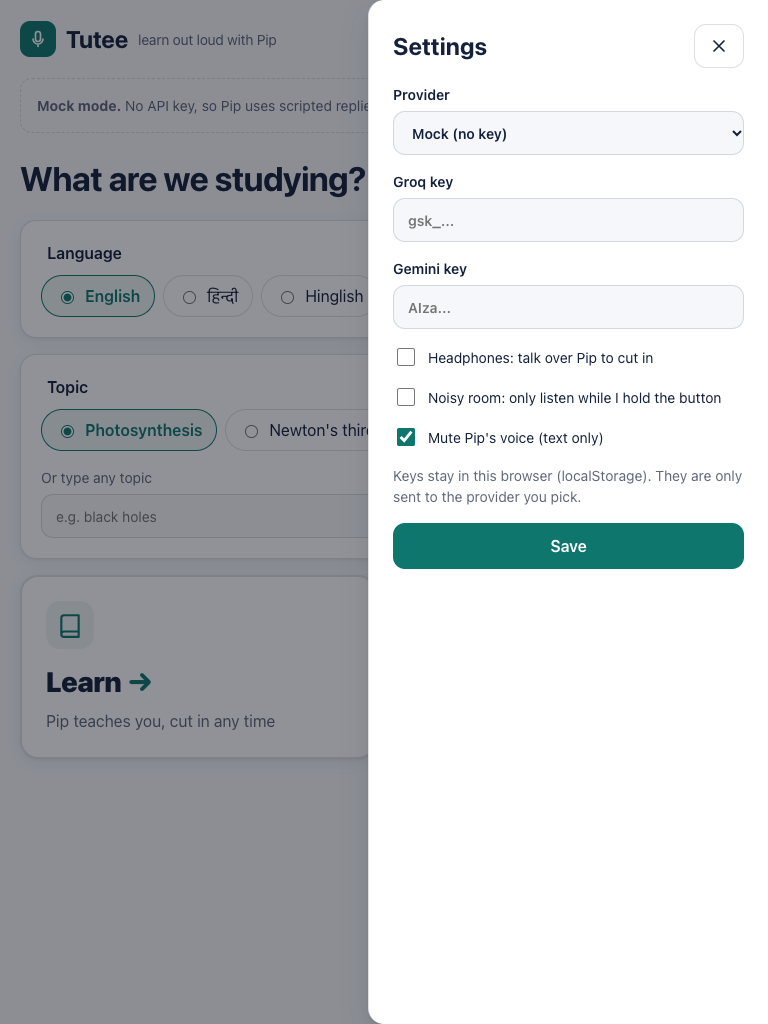 Tutee learn out loud with Pip
Mock mode. No API key, so Pip uses scripted replie
What are we studying?
Language
English
हिन्दी
Hinglish
Topic
Photosynthesis
Newton's thir
Or type any topic
e.g. black holes
Learn →
Pip teaches you, cut in any time
Settings
Provider
Mock (no key)
Groq key
gsk_...
Gemini key
AIza...
Headphones: talk over Pip to cut in
Noisy room: only listen while I hold the button
Mute Pip's voice (text only)
Keys stay in this browser (localStorage). They are only
sent to the provider you pick.
Save